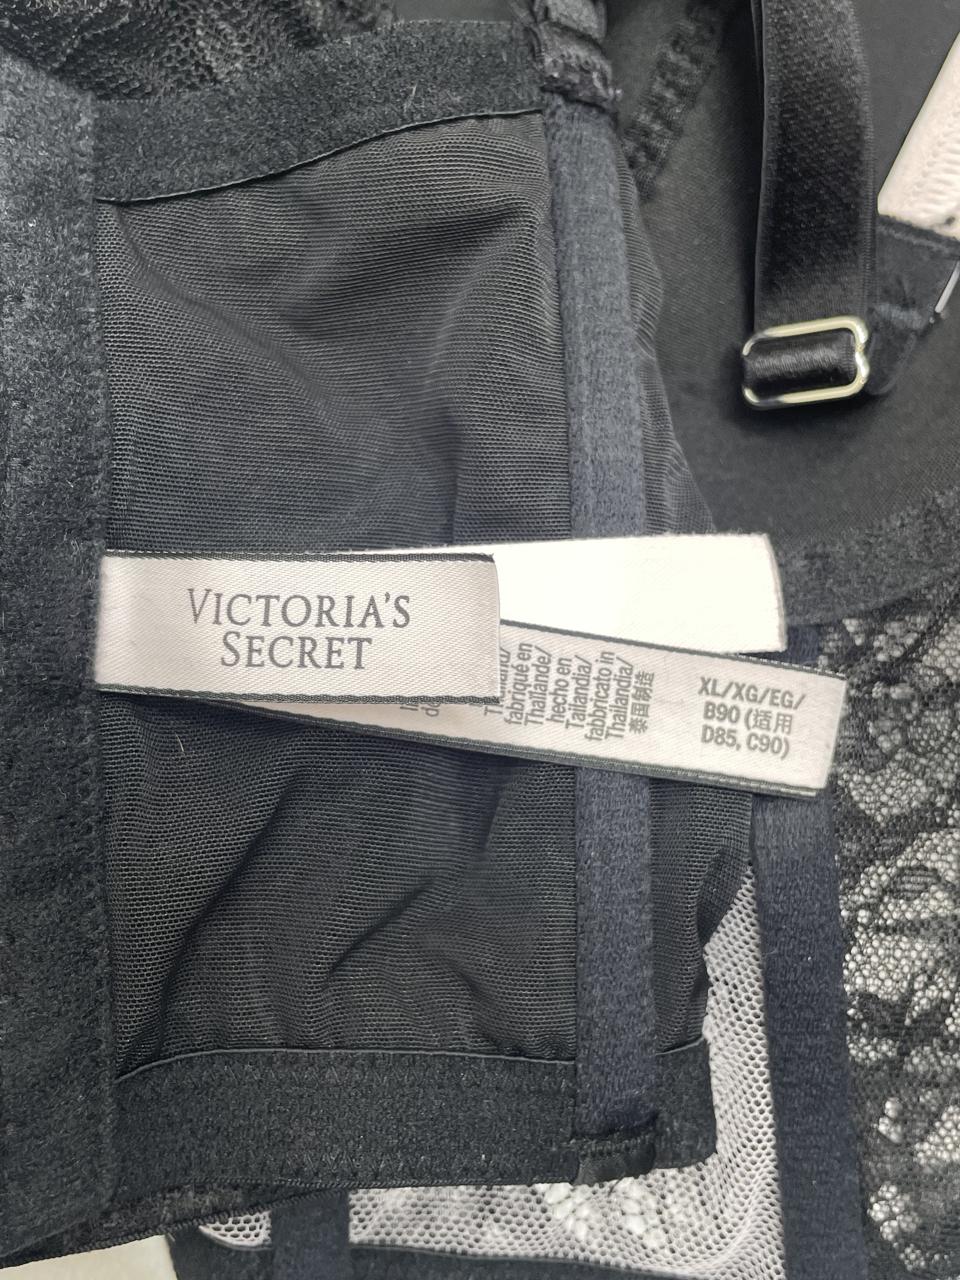 VICTORIA'S
SECRET
fabriqué en
Thaïlande/
hecho en
Tailandia/
fabbricato in
Thailandia/
泰国制造
XL/XG/EG/
B90 (适用
D85, C90)